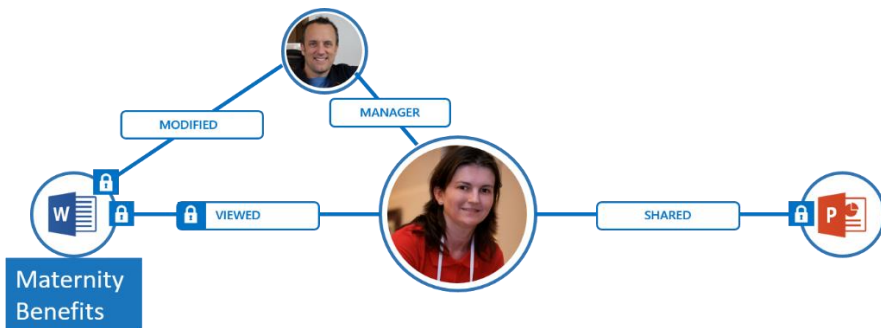 MODIFIED
MANAGER
W
VIEWED
SHARED
P
Maternity
Benefits